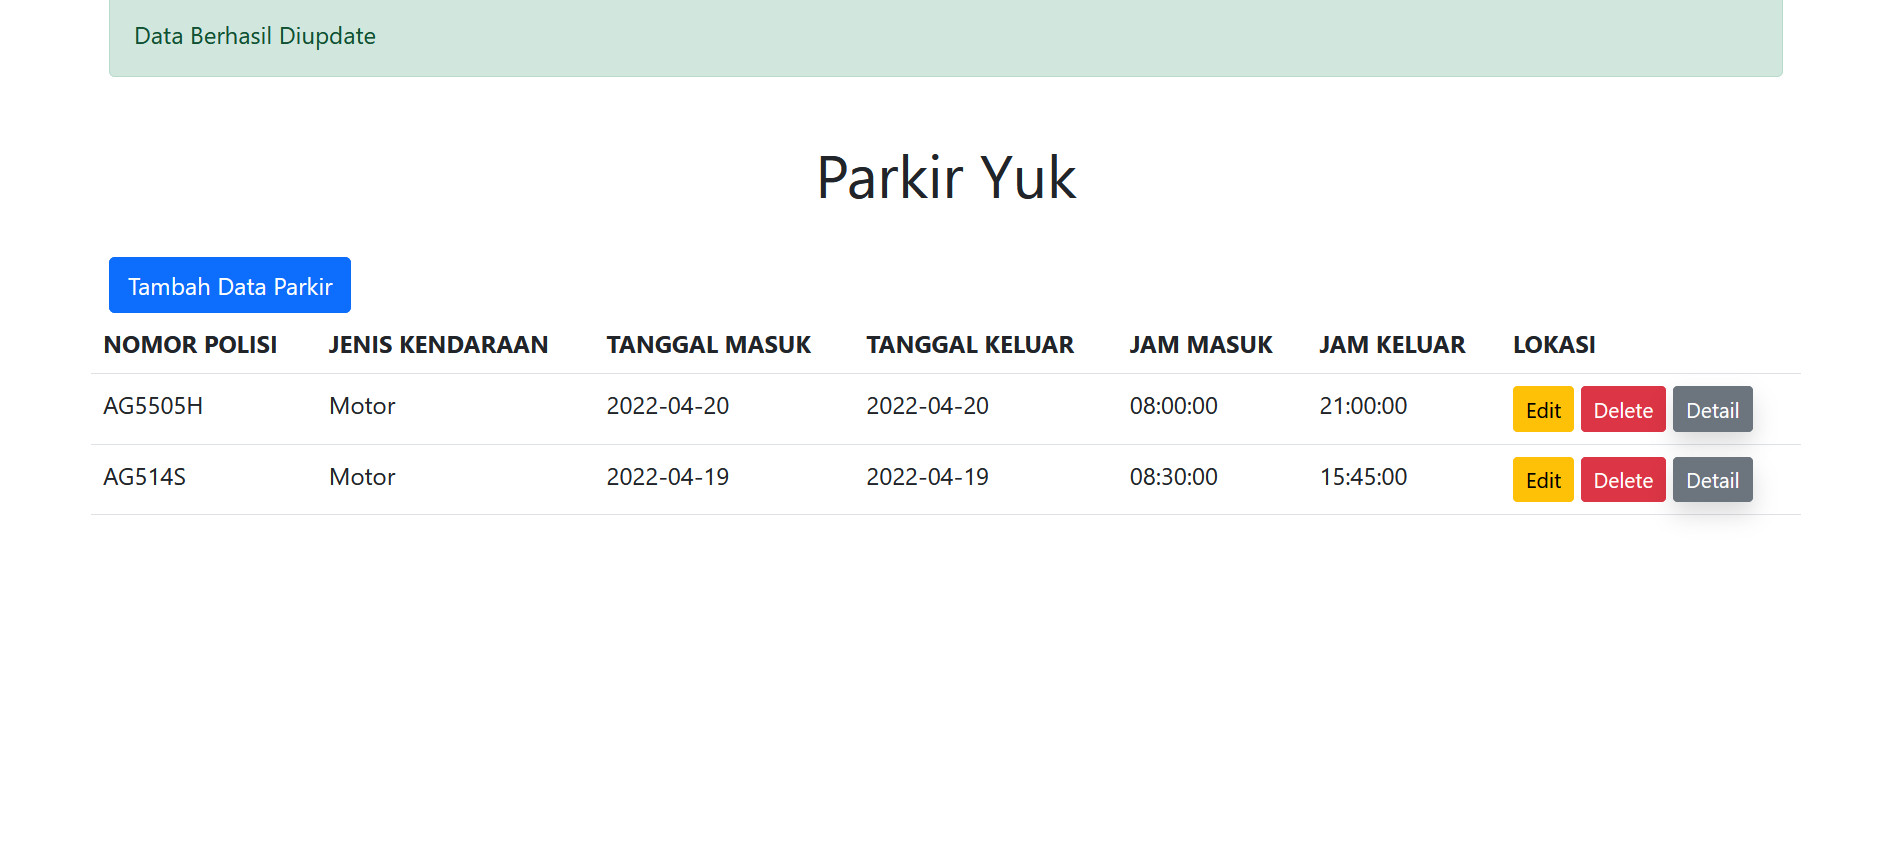 Data Berhasil Diupdate
Parkir Yuk
Tambah Data Parkir
NOMOR POLISI JENIS KENDARAAN TANGGAL MASUK TANGGAL KELUAR JAM MASUK JAM KELUAR LOKASI
AG5505H Motor 2022-04-20 2022-04-20 08:00:00 21:00:00 Edit Delete Detail
AG514S Motor 2022-04-19 2022-04-19 08:30:00 15:45:00 Edit Delete Detail